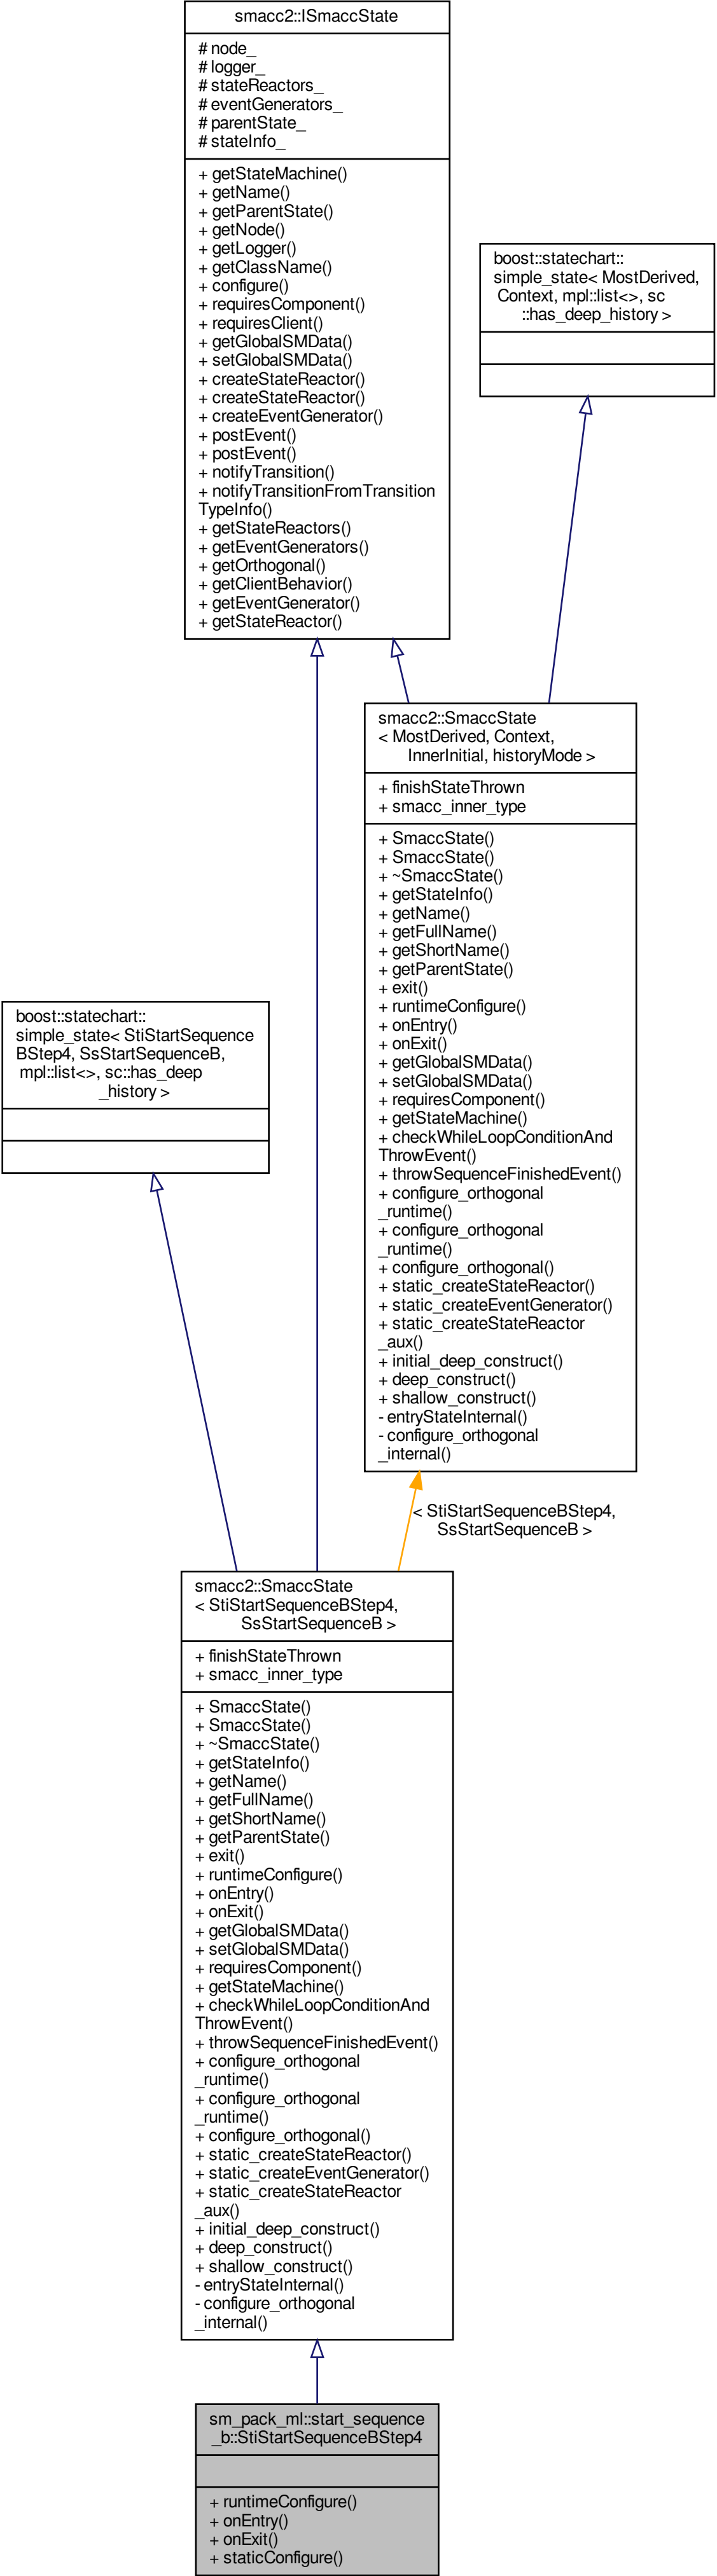 smacc2::ISmaccState
# node_
# logger_
# stateReactors_
# eventGenerators_
# parentState_
# stateInfo_
+ getStateMachine()
+ getName()
+ getParentState()
+ getNode()
+ getLogger()
+ getClassName()
+ configure()
+ requiresComponent()
+ requiresClient()
+ getGlobalSMData()
+ setGlobalSMData()
+ createStateReactor()
+ createStateReactor()
+ createEventGenerator()
+ postEvent()
+ postEvent()
+ notifyTransition()
+ notifyTransitionFromTransition
TypeInfo()
+ getStateReactors()
+ getEventGenerators()
+ getOrthogonal()
+ getClientBehavior()
+ getEventGenerator()
+ getStateReactor()
boost::statechart::
simple_state< MostDerived,
Context, mpl::list<>, sc
::has_deep_history >
smacc2::SmaccState
< MostDerived, Context,
InnerInitial, historyMode >
+ finishStateThrown
+ smacc_inner_type
+ SmaccState()
+ SmaccState()
+ ~SmaccState()
+ getStateInfo()
+ getName()
+ getFullName()
+ getShortName()
+ getParentState()
+ exit()
+ runtimeConfigure()
+ onEntry()
+ onExit()
+ getGlobalSMData()
+ setGlobalSMData()
+ requiresComponent()
+ getStateMachine()
+ checkWhileLoopConditionAnd
ThrowEvent()
+ throwSequenceFinishedEvent()
+ configure_orthogonal
_runtime()
+ configure_orthogonal
_runtime()
+ configure_orthogonal()
+ static_createStateReactor()
+ static_createEventGenerator()
+ static_createStateReactor
_aux()
+ initial_deep_construct()
+ deep_construct()
+ shallow_construct()
- entryStateInternal()
- configure_orthogonal
_internal()
boost::statechart::
simple_state< StiStartSequence
BStep4, SsStartSequenceB,
mpl::list<>, sc::has_deep
_history >
< StiStartSequenceBStep4,
SsStartSequenceB >
smacc2::SmaccState
< StiStartSequenceBStep4,
SsStartSequenceB >
+ finishStateThrown
+ smacc_inner_type
+ SmaccState()
+ SmaccState()
+ ~SmaccState()
+ getStateInfo()
+ getName()
+ getFullName()
+ getShortName()
+ getParentState()
+ exit()
+ runtimeConfigure()
+ onEntry()
+ onExit()
+ getGlobalSMData()
+ setGlobalSMData()
+ requiresComponent()
+ getStateMachine()
+ checkWhileLoopConditionAnd
ThrowEvent()
+ throwSequenceFinishedEvent()
+ configure_orthogonal
_runtime()
+ configure_orthogonal
_runtime()
+ configure_orthogonal()
+ static_createStateReactor()
+ static_createEventGenerator()
+ static_createStateReactor
_aux()
+ initial_deep_construct()
+ deep_construct()
+ shallow_construct()
- entryStateInternal()
- configure_orthogonal
_internal()
sm_pack_ml::start_sequence
_b::StiStartSequenceBStep4
+ runtimeConfigure()
+ onEntry()
+ onExit()
+ staticConfigure()